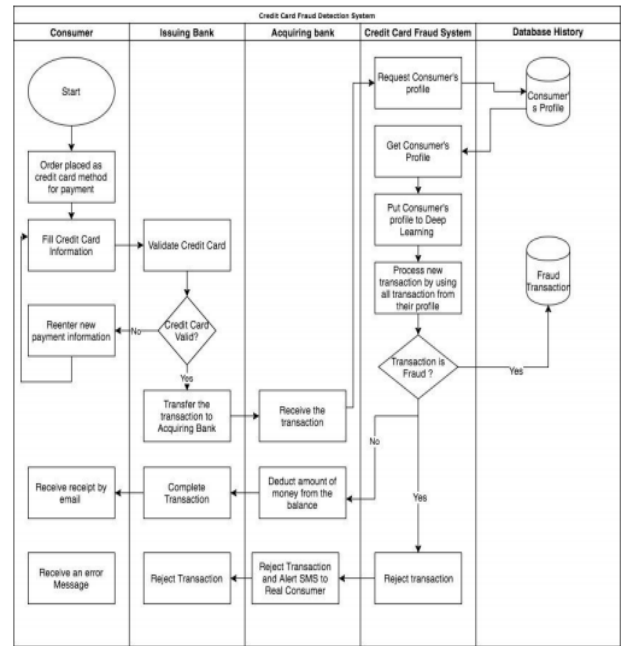 Credit Card Fraud Detection System
Consumer
Issuing Bank
Acquiring bank
Credit Card Fraud System
Database History
Start
Order placed as
credit card method
for payment
Fill Credit Card
Information
Reenter new
payment information
Receive receipt by
email
Receive an error
Message
Validate Credit Card
Credit Card
Valid?
No
Yes
Transfer the
transaction to
Acquiring Bank
Complete
Transaction
Reject Transaction
Receive the
transaction
Deduct amount of
money from the
balance
Reject Transaction
and Alert SMS to
Real Consumer
Request Consumer's
profile
Get Consumer's
Profile
Put Consumer's
profile to Deep
Learning
Process new
transaction by using
all transaction from
their profile
Transaction is
Fraud ?
No
Yes
Yes
Reject transaction
Consumer'
s Profile
Fraud
Transaction